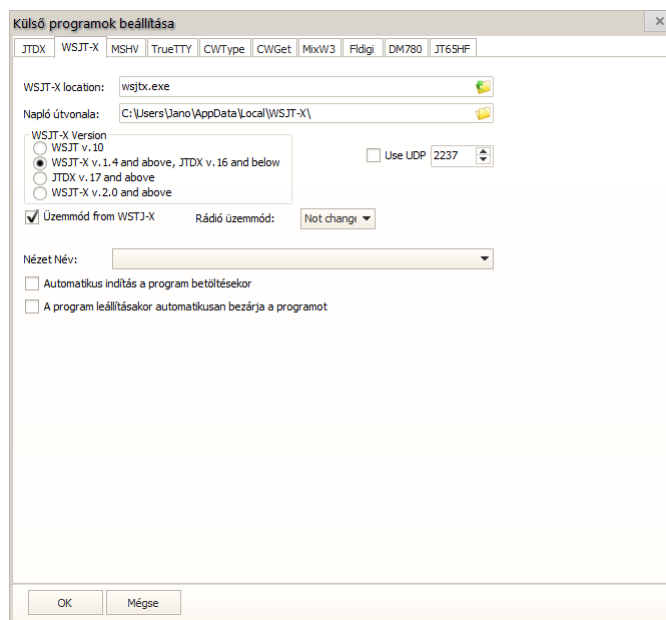 Külső programok beállítása
JTDX WSJT-X MSHV TrueTTY CWType CWGet MixW3 Fldigi DM780 JT65HF
WSJT-X location: wsjtx.exe
Napló útvonala: C:\Users\Jano\AppData\Local\WSJT-X\
WSJT-X Version
WSJT v.10
WSJT-X v.1.4 and above, JTDX v.16 and below
Use UDP 2237
JTDX v.17 and above
WSJT-X v.2.0 and above
Üzemmód from WSTJ-X Rádió üzemmód: Not change
Nézet Név:
Automatikus indítás a program betöltésekor
A program leállításakor automatikusan bezárja a programot
OK Mégse